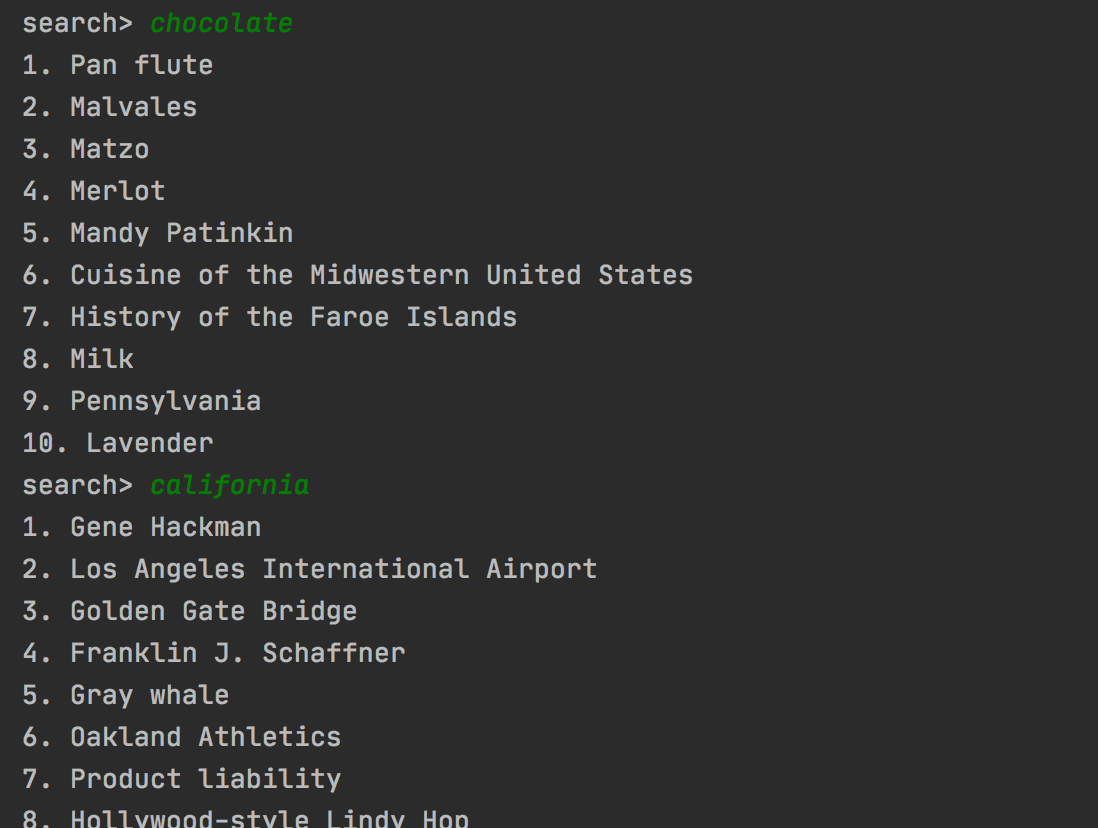 search> chocolate
1. Pan flute
2. Malvales
3. Matzo
4. Merlot
5. Mandy Patinkin
6. Cuisine of the Midwestern United States
7. History of the Faroe Islands
8. Milk
9. Pennsylvania
10. Lavender
search> california
1. Gene Hackman
2. Los Angeles International Airport
3. Golden Gate Bridge
4. Franklin J. Schaffner
5. Gray whale
6. Oakland Athletics
7. Product liability
8. Hollywood-style Lindy Hop